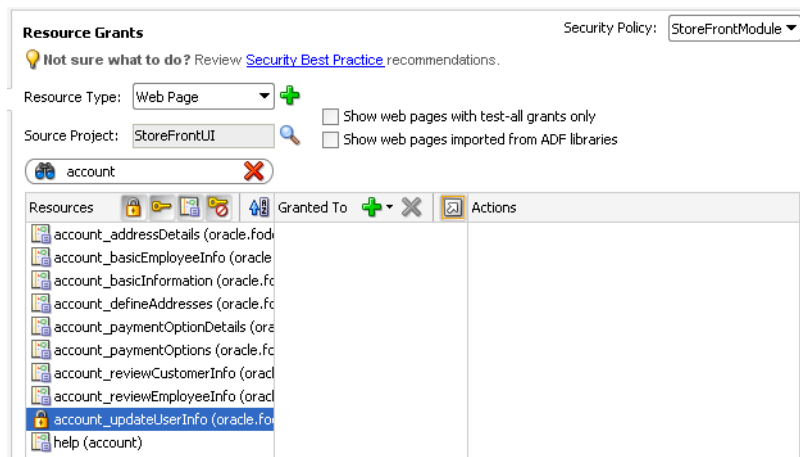 Resource Grants
Security Policy: StoreFrontModule
Not sure what to do? Review Security Best Practice recommendations.
Resource Type: Web Page
Show web pages with test-all grants only
Source Project: StoreFrontUI
Show web pages imported from ADF libraries
account
Resources Granted To Actions
account_addressDetails (oracle.fod
account_basicEmployeeInfo (oracle
account_basicInformation (oracle.fo
account_defineAddresses (oracle.fo
account_paymentOptionDetails (ora
account_paymentOptions (oracle.fo
account_reviewCustomerInfo (oracl
account_reviewEmployeeInfo (oracl
account_updateUserInfo (oracle.fod
help (account)